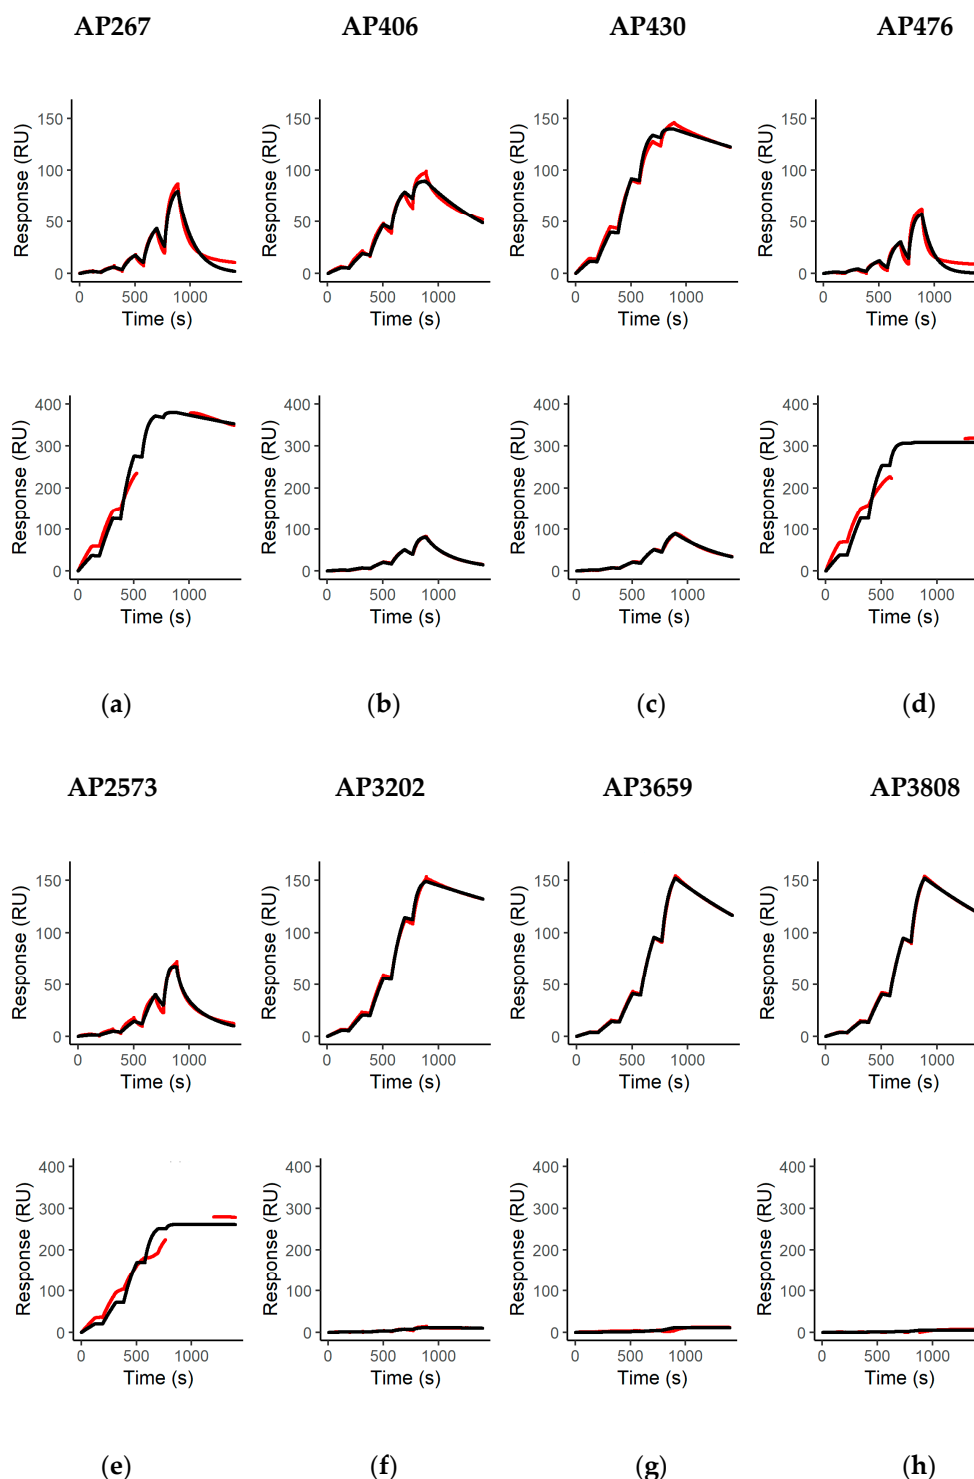 AP267 AP406 AP430 AP476
Response (RU) 150 100 50 0 Response (RU) 150 100 50 0 Response (RU) 150 100 50 0 Response (RU) 150 100 50 0
0 500 1000 0 500 1000 0 500 1000 0 500 1000
Time (s) Time (s) Time (s) Time (s)
Response (RU) 400 300 200 100 0 Response (RU) 400 300 200 100 0 Response (RU) 400 300 200 100 0 Response (RU) 400 300 200 100 0
0 500 1000 0 500 1000 0 500 1000 0 500 1000
Time (s) Time (s) Time (s) Time (s)
(a) (b) (c) (d)
AP2573 AP3202 AP3659 AP3808
Response (RU) 150 100 50 0 Response (RU) 150 100 50 0 Response (RU) 150 100 50 0 Response (RU) 150 100 50 0
0 500 1000 0 500 1000 0 500 1000 0 500 1000
Time (s) Time (s) Time (s) Time (s)
Response (RU) 400 300 200 100 0 Response (RU) 400 300 200 100 0 Response (RU) 400 300 200 100 0 Response (RU) 400 300 200 100 0
0 500 1000 0 500 1000 0 500 1000 0 500 1000
Time (s) Time (s) Time (s) Time (s)
(e) (f) (g) (h)